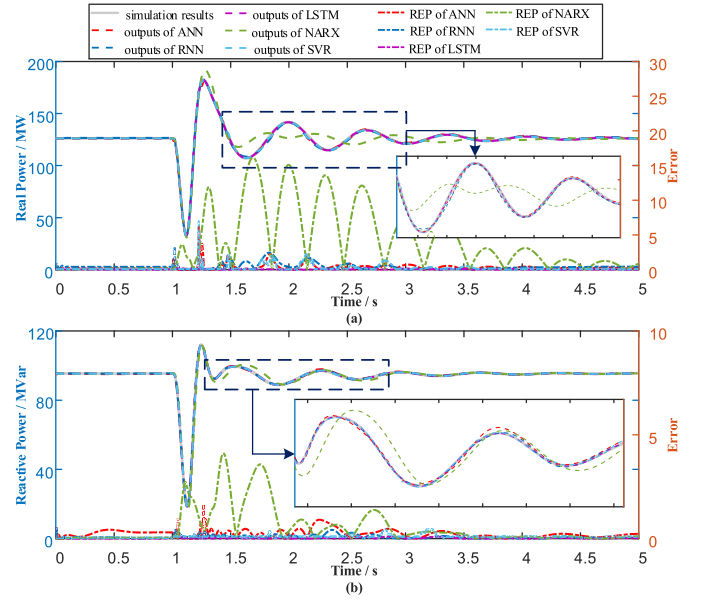 simulation results outputs of LSTM REP of ANN REP of NARX
outputs of ANN outputs of NARX REP of RNN REP of SVR
outputs of RNN outputs of SVR REP of LSTM
200 30
25
150
20
100 15
10
50
5
0 0
Real Power / MW
Error
0 0.5 1 1.5 2 2.5 3 3.5 4 4.5 5
Time / s
(a)
120 10
80
5
40
0 0
Reactive Power / MVar
Error
0 0.5 1 1.5 2 2.5 3 3.5 4 4.5 5
Time / s
(b)